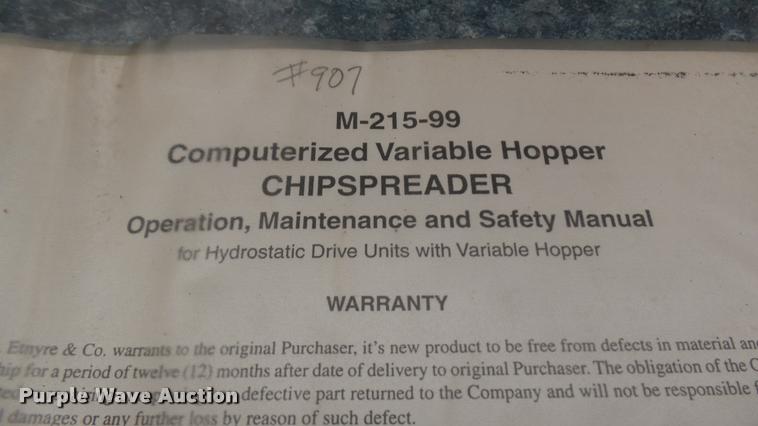 #907
M-215-99
Computerized Variable Hopper
CHIPSPREADER
Operation, Maintenance and Safety Manual
for Hydrostatic Drive Units with Variable Hopper
WARRANTY
Etnyre & Co. warrants to the original Purchaser, it's new product to be free from defects in material an
hip for a period of twelve (12) months after date of delivery to original Purchaser. The obligation of the C
defective part returned to the Company and will not be responsible f
Purple Wave Auction
damages or any further loss by reason of such defect.